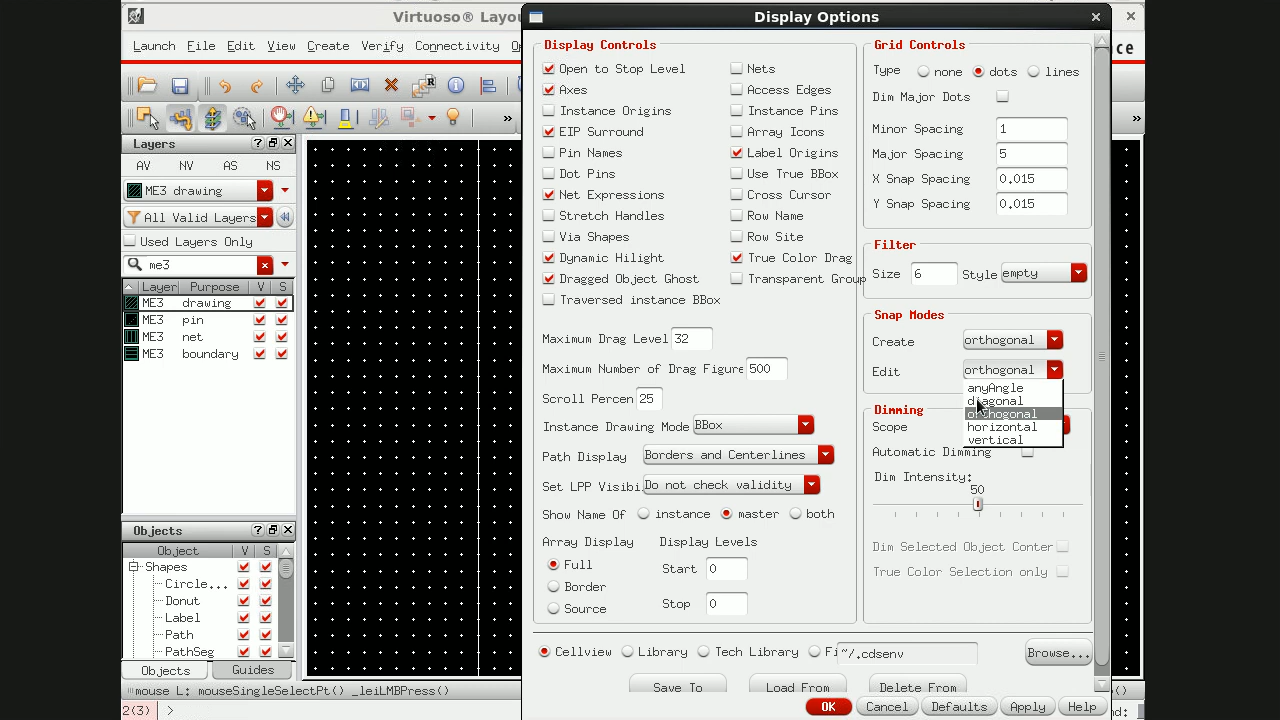 Virtuoso® Layou
Launch File Edit View Create Verify Connectivity
Layers
AV NV AS NS
ME3 drawing
All Valid Layers
Used Layers Only
me3
Layer Purpose V S
ME3 drawing
ME3 pin
ME3 net
ME3 boundary
Objects
Object V S
Shapes
Circle...
Donut
Label
Path
PathSeg
Objects Guides
mouse L: mouseSingleSelectPt() _leiLMBPress()
2(3) >
Display Options
Display Controls
Open to Stop Level
Axes
Instance Origins
EIP Surround
Pin Names
Dot Pins
Net Expressions
Stretch Handles
Via Shapes
Dynamic Hilight
Dragged Object Ghost
Traversed instance BBox
Nets
Access Edges
Instance Pins
Array Icons
Label Origins
Use True BBox
Cross Cursor
Row Name
Row Site
True Color Drag
Transparent Group
Maximum Drag Level 32
Maximum Number of Drag Figure 500
Scroll Percen 25
Instance Drawing Mode BBox
Path Display Borders and Centerlines
Set LPP Visibi Do not check validity
Show Name Of instance master both
Array Display Display Levels
Full
Border
Source
Start 0
Stop 0
Grid Controls
Type none dots lines
Dim Major Dots
Minor Spacing 1
Major Spacing 5
X Snap Spacing 0.015
Y Snap Spacing 0.015
Filter
Size 6 Style empty
Snap Modes
Create orthogonal
Edit orthogonal
anyAngle
diagonal
orthogonal
horizontal
vertical
Dimming
Scope
Automatic Dimming
Dim Intensity:
50
Dim Selected Object Conter
True Color Selection only
Cellview Library Tech Library Fi ~/.cdsenv Browse...
Save To Load From Delete From
OK Cancel Defaults Apply Help